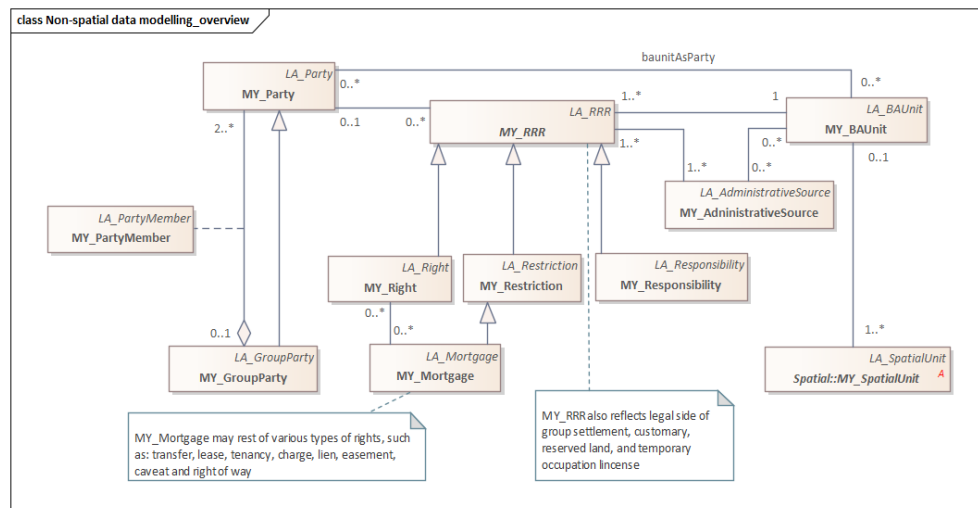 class Non-spatial data modelling_overview
baunitAsParty
LA_Party
MY_Party
0..*
0..*
2..*
0..1
0..*
LA_RRR
MY_RRR
1..*
1
1..*
LA_BAUnit
MY_BAUnit
0..*
0..1
1..*
0..*
LA_AdministrativeSource
MY_AdninistrativeSource
LA_PartyMember
MY_PartyMember
LA_Right
MY_Right
LA_Restriction
MY_Restriction
LA_Responsibility
MY_Responsibility
0..*
0..*
0..1
1..*
LA_GroupParty
MY_GroupParty
LA_Mortgage
MY_Mortgage
LA_SpatialUnit
Spatial::MY_SpatialUnit
A
MY_Mortgage may rest of various types of rights, such
as: transfer, lease, tenancy, charge, lien, easement,
caveat and right of way
MY_RRR also reflects legal side of
group settlement, customary,
reserved land, and temporary
occupation lincense